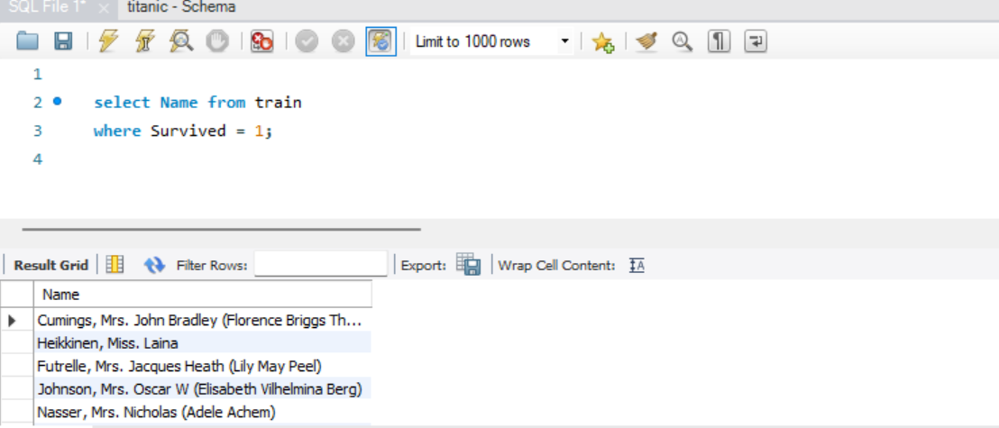 SQL File 1* × titanic - Schema
Limit to 1000 rows
1
2 select Name from train
3 where Survived = 1;
4
Result Grid Filter Rows: Export: Wrap Cell Content:
Name
Cumings, Mrs. John Bradley (Florence Briggs Th...
Heikkinen, Miss. Laina
Futrelle, Mrs. Jacques Heath (Lily May Peel)
Johnson, Mrs. Oscar W (Elisabeth Vilhelmina Berg)
Nasser, Mrs. Nicholas (Adele Achem)